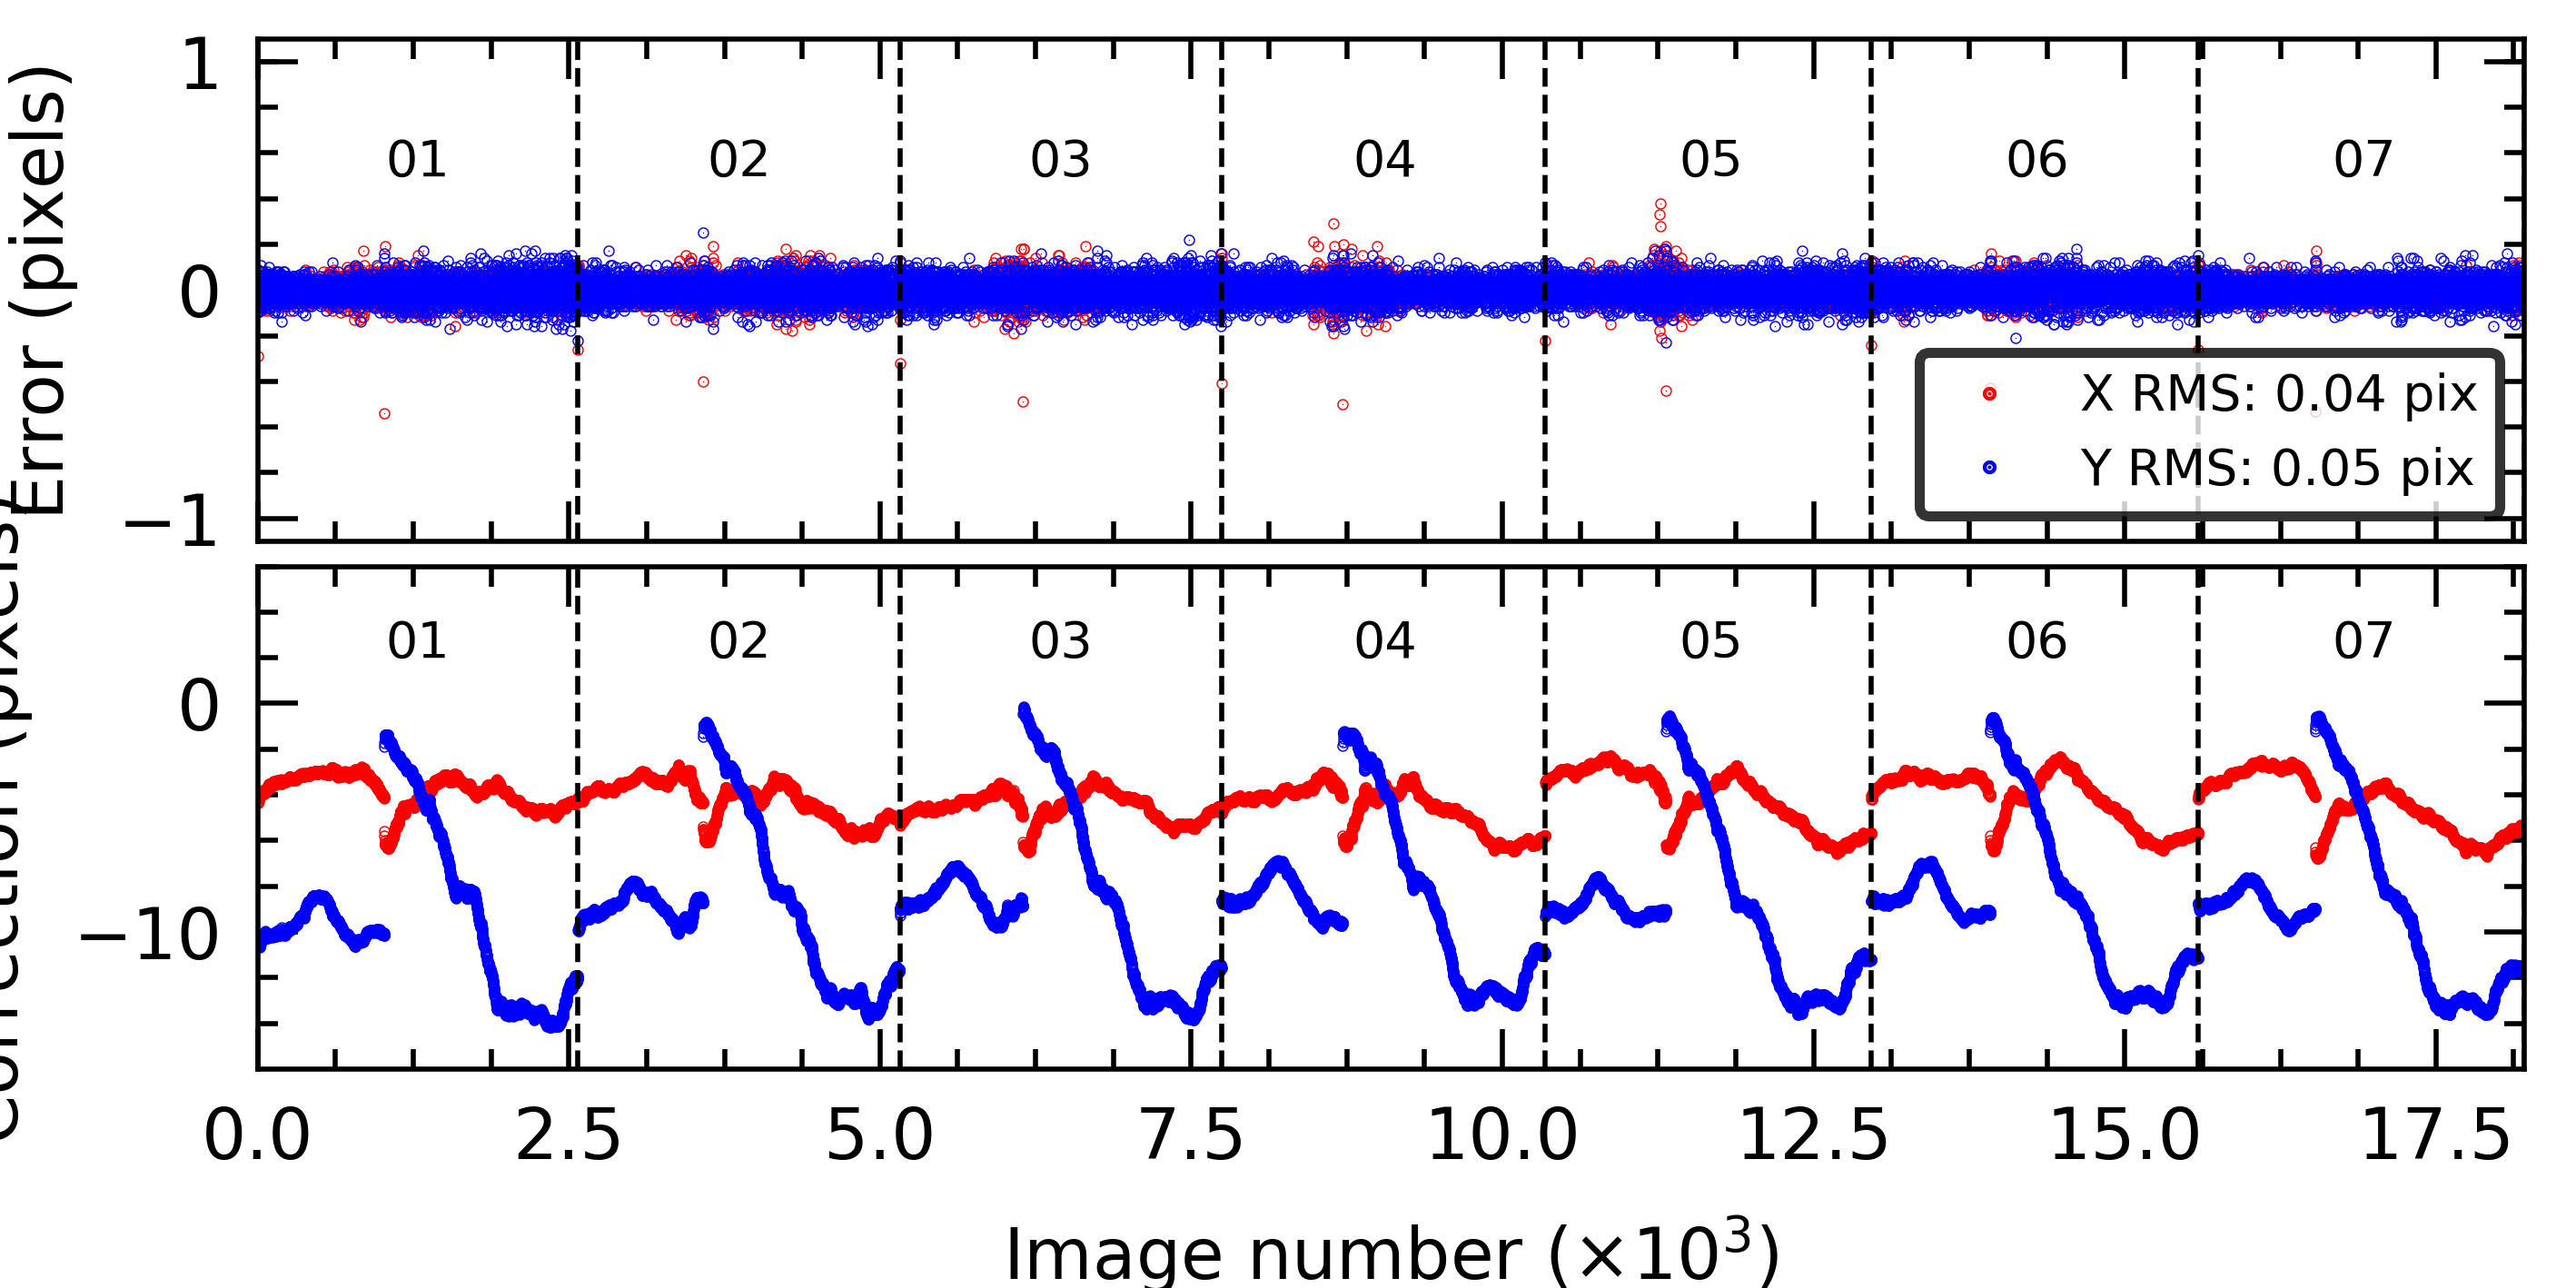 Error (pixels)
1
0
−1
01 02 03 04 05 06 07
X RMS: 0.04 pix
Y RMS: 0.05 pix
Correction (pixels)
0
−10
01 02 03 04 05 06 07
0.0 2.5 5.0 7.5 10.0 12.5 15.0 17.5
Image number (×10³)